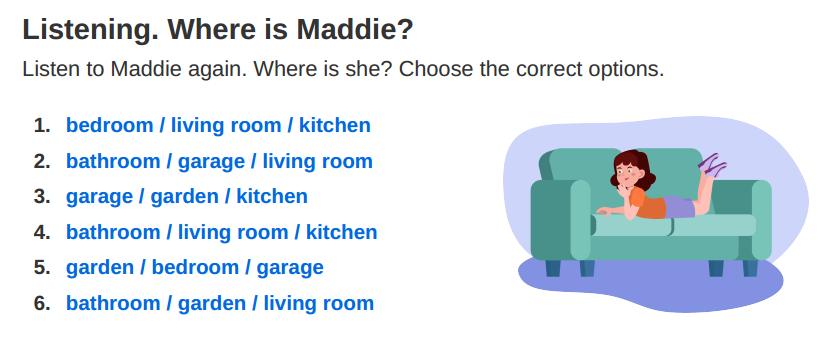 Listening. Where is Maddie?
Listen to Maddie again. Where is she? Choose the correct options.
1. bedroom / living room / kitchen
2. bathroom / garage / living room
3. garage / garden / kitchen
4. bathroom / living room / kitchen
5. garden / bedroom / garage
6. bathroom / garden / living room